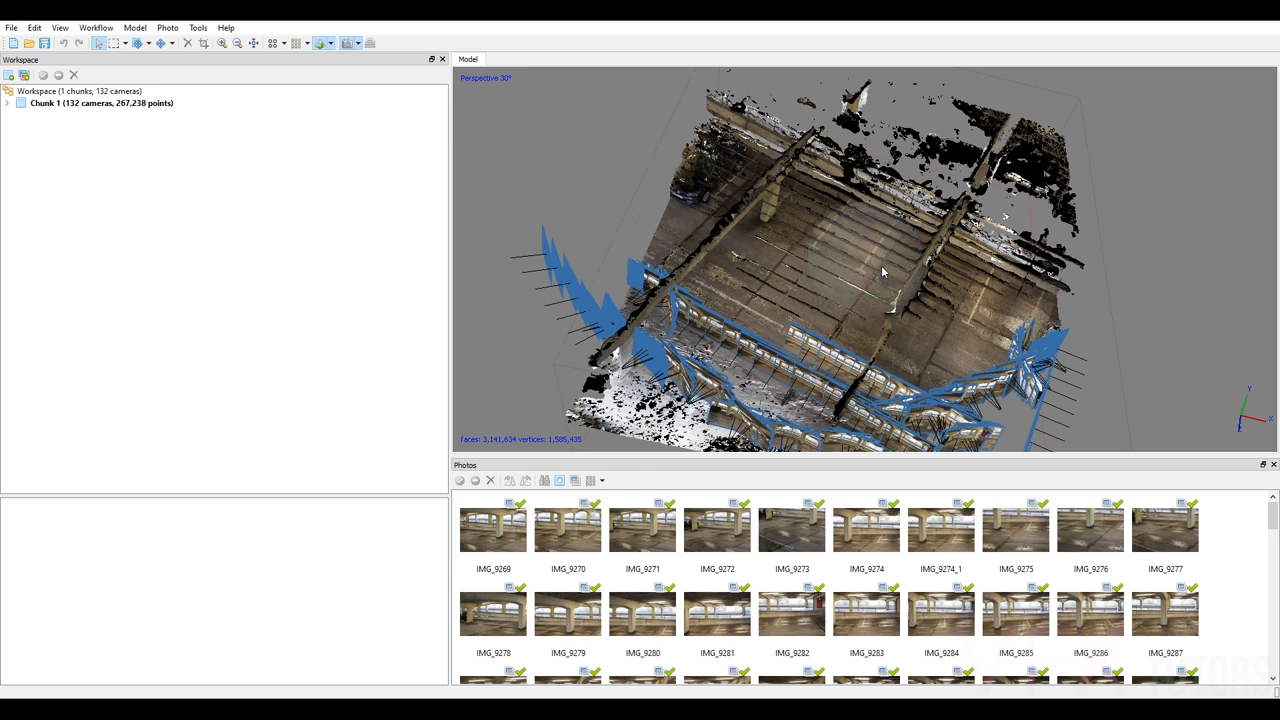 File Edit View Workflow Model Photo Tools Help
Workspace
Model
Workspace (1 chunks, 132 cameras)
Chunk 1 (132 cameras, 267,238 points)
Perspective 30°
Y
X
Z
Faces: 3,141,634 vertices: 1,585,435
Photos
IMG_9269 IMG_9270 IMG_9271 IMG_9272 IMG_9273 IMG_9274 IMG_9274_1 IMG_9275 IMG_9276 IMG_9277
IMG_9278 IMG_9279 IMG_9280 IMG_9281 IMG_9282 IMG_9283 IMG_9284 IMG_9285 IMG_9286 IMG_9287
TUTORS